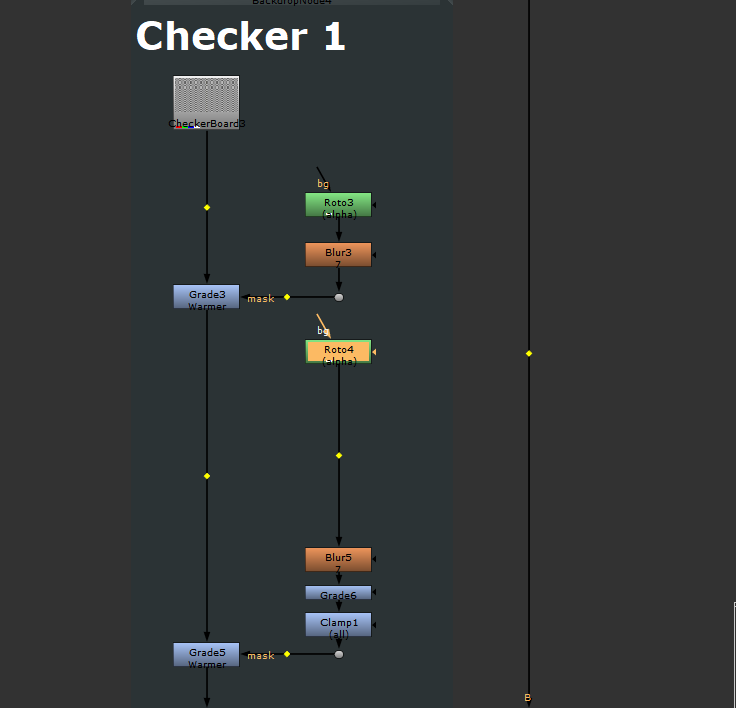 BackdropNode4
Checker 1
CheckerBoard3
bg
Roto3
(alpha)
Blur3
7
Grade3
Warmer
mask
bg
Roto4
(alpha)
Blur5
7
Grade6
Clamp1
(all)
Grade5
Warmer
mask
B